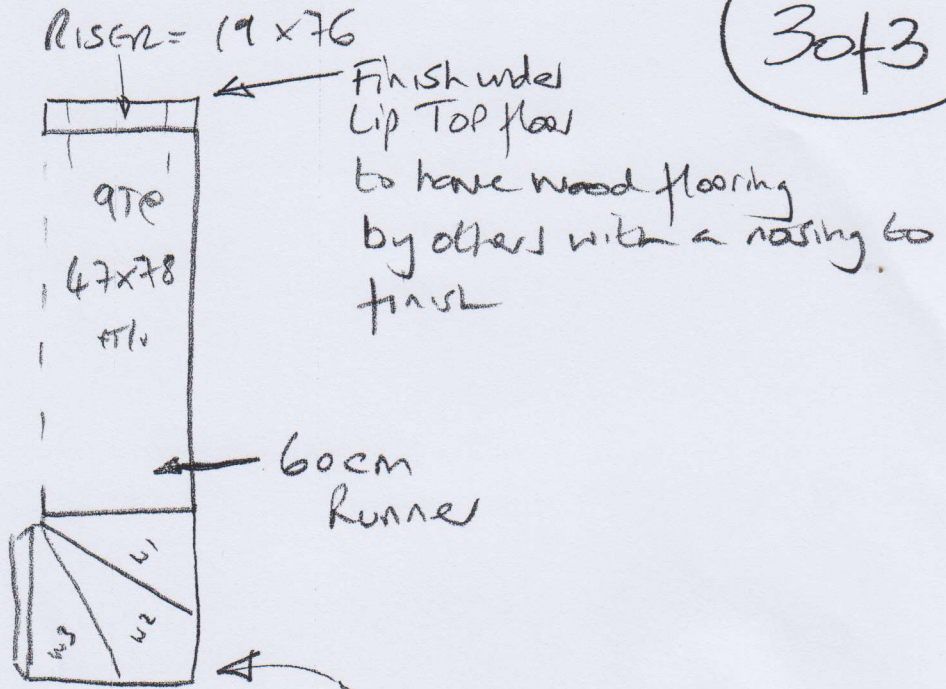 RISER = 19 x 76
3 of 3
Finish under
Lip Top floor
to have wood flooring
by others with a nosing to
finish
9T@
47x78
60cm
Runner
W1
W2
W3